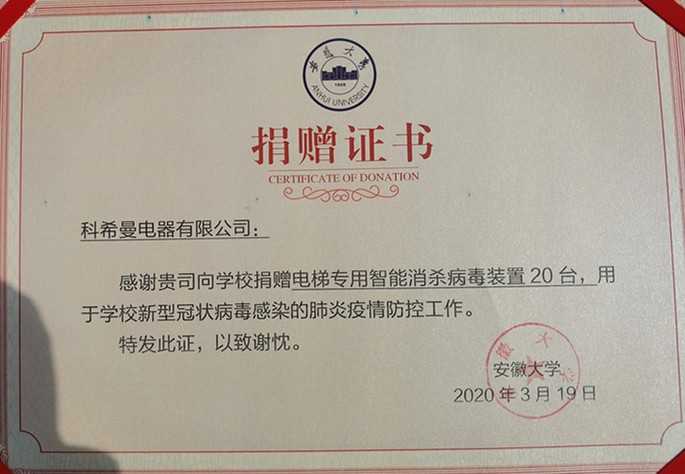 安徽大学
1928
ANHUI UNIVERSITY
捐赠证书
CERTIFICATE OF DONATION
科希曼电器有限公司：
感谢贵司向学校捐赠电梯专用智能消杀病毒装置20台，用
于学校新型冠状病毒感染的肺炎疫情防控工作。
特发此证，以致谢忱。
安徽大学
安徽大学
2020年3月19日